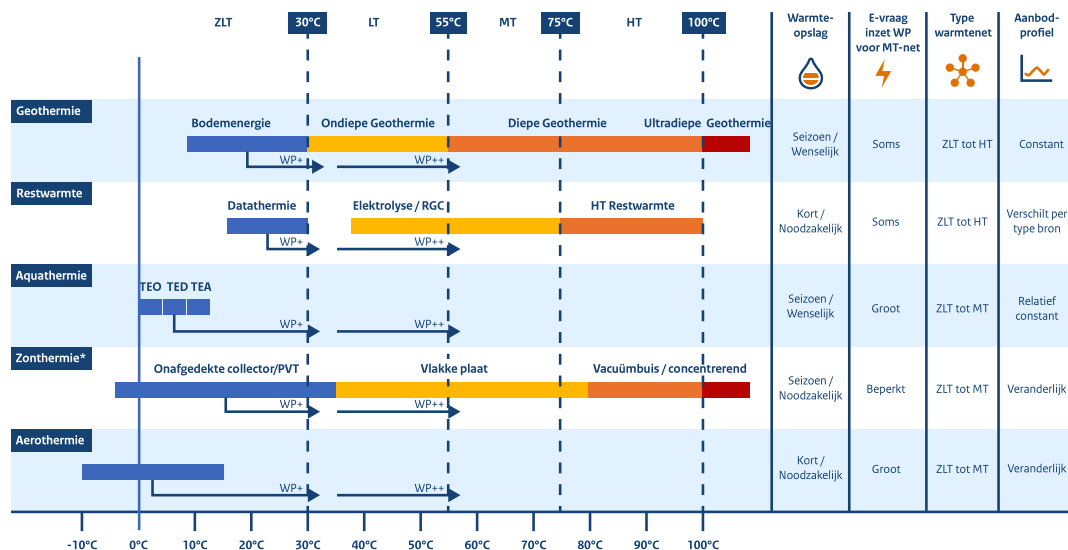 ZLT 30°C LT 55°C MT 75°C HT 100°C
Warmte-
opslag
E-vraag
inzet WP
voor MT-net
Type
warmtenet
Aanbod-
profiel
Geothermie
Bodemenergie Ondiepe Geothermie Diepe Geothermie Ultradiepe Geothermie
WP+ WP++
Seizoen /
Wenselijk
Soms
ZLT tot HT
Constant
Restwarmte
Datathermie Elektrolyse / RGC HT Restwarmte
WP+ WP++
Kort /
Noodzakelijk
Soms
ZLT tot HT
Verschilt per
type bron
Aquathermie
TEO TED TEA
WP+ WP++
Seizoen /
Wenselijk
Groot
ZLT tot MT
Relatief
constant
Zonthermie*
Onafgedekte collector/PVT Vlakke plaat Vacuümbuis / concentrerend
WP+ WP++
Seizoen /
Noodzakelijk
Beperkt
ZLT tot MT
Veranderlijk
Aerothermie
WP+ WP++
Kort /
Noodzakelijk
Groot
ZLT tot MT
Veranderlijk
-10°C 0°C 10°C 20°C 30°C 40°C 50°C 60°C 70°C 80°C 90°C 100°C